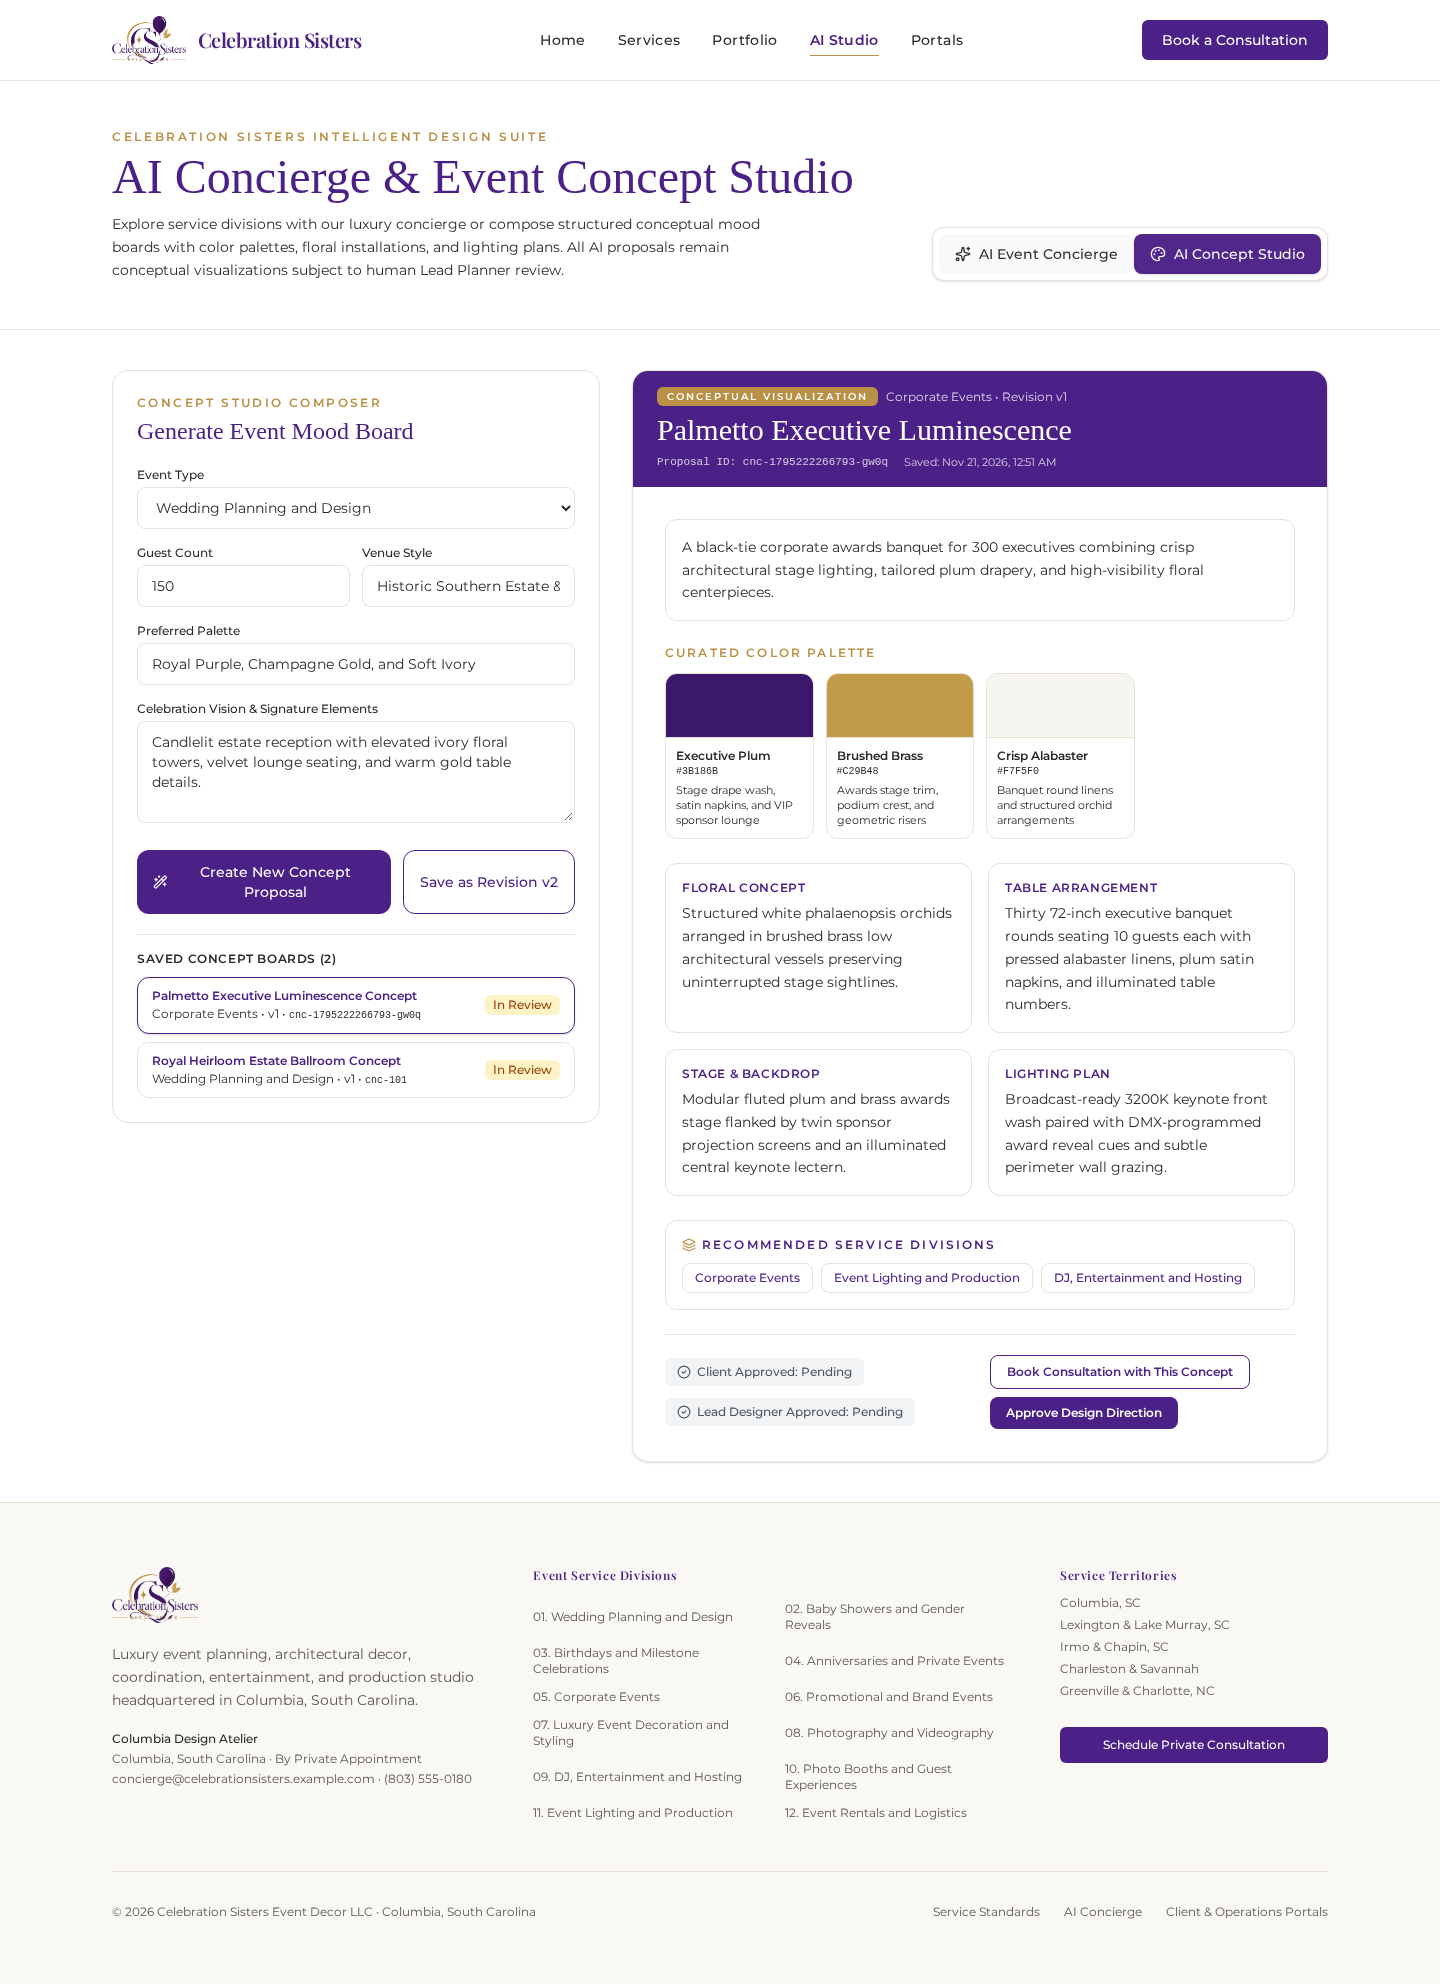 Celebration Sisters
Celebration Sisters
Home
Services
Portfolio
AI Studio
Portals
Book a Consultation
CELEBRATION SISTERS INTELLIGENT DESIGN SUITE
AI Concierge & Event Concept Studio
Explore service divisions with our luxury concierge or compose structured conceptual mood
boards with color palettes, floral installations, and lighting plans. All AI proposals remain
conceptual visualizations subject to human Lead Planner review.
AI Event Concierge
AI Concept Studio
CONCEPT STUDIO COMPOSER
Generate Event Mood Board
Event Type
Wedding Planning and Design
Guest Count
Venue Style
150
Historic Southern Estate &
Preferred Palette
Royal Purple, Champagne Gold, and Soft Ivory
Celebration Vision & Signature Elements
Candlelit estate reception with elevated ivory floral
towers, velvet lounge seating, and warm gold table
details.
Create New Concept
Proposal
Save as Revision v2
SAVED CONCEPT BOARDS (2)
Palmetto Executive Luminescence Concept
Corporate Events • v1 • cnc-1795222266793-gw0q
In Review
Royal Heirloom Estate Ballroom Concept
Wedding Planning and Design • v1 • cnc-101
In Review
CONCEPTUAL VISUALIZATION
Corporate Events • Revision v1
Palmetto Executive Luminescence
Proposal ID: cnc-1795222266793-gw0q
Saved: Nov 21, 2026, 12:51 AM
A black-tie corporate awards banquet for 300 executives combining crisp
architectural stage lighting, tailored plum drapery, and high-visibility floral
centerpieces.
CURATED COLOR PALETTE
Executive Plum
#3B186B
Stage drape wash,
satin napkins, and VIP
sponsor lounge
Brushed Brass
#C29B48
Awards stage trim,
podium crest, and
geometric risers
Crisp Alabaster
#F7F5F0
Banquet round linens
and structured orchid
arrangements
FLORAL CONCEPT
Structured white phalaenopsis orchids
arranged in brushed brass low
architectural vessels preserving
uninterrupted stage sightlines.
TABLE ARRANGEMENT
Thirty 72-inch executive banquet
rounds seating 10 guests each with
pressed alabaster linens, plum satin
napkins, and illuminated table
numbers.
STAGE & BACKDROP
Modular fluted plum and brass awards
stage flanked by twin sponsor
projection screens and an illuminated
central keynote lectern.
LIGHTING PLAN
Broadcast-ready 3200K keynote front
wash paired with DMX-programmed
award reveal cues and subtle
perimeter wall grazing.
RECOMMENDED SERVICE DIVISIONS
Corporate Events
Event Lighting and Production
DJ, Entertainment and Hosting
Client Approved: Pending
Book Consultation with This Concept
Lead Designer Approved: Pending
Approve Design Direction
Celebration Sisters
Luxury event planning, architectural decor,
coordination, entertainment, and production studio
headquartered in Columbia, South Carolina.
Columbia Design Atelier
Columbia, South Carolina · By Private Appointment
concierge@celebrationsisters.example.com · (803) 555-0180
Event Service Divisions
01. Wedding Planning and Design
02. Baby Showers and Gender
Reveals
03. Birthdays and Milestone
Celebrations
04. Anniversaries and Private Events
05. Corporate Events
06. Promotional and Brand Events
07. Luxury Event Decoration and
Styling
08. Photography and Videography
09. DJ, Entertainment and Hosting
10. Photo Booths and Guest
Experiences
11. Event Lighting and Production
12. Event Rentals and Logistics
Service Territories
Columbia, SC
Lexington & Lake Murray, SC
Irmo & Chapin, SC
Charleston & Savannah
Greenville & Charlotte, NC
Schedule Private Consultation
© 2026 Celebration Sisters Event Decor LLC · Columbia, South Carolina
Service Standards
AI Concierge
Client & Operations Portals